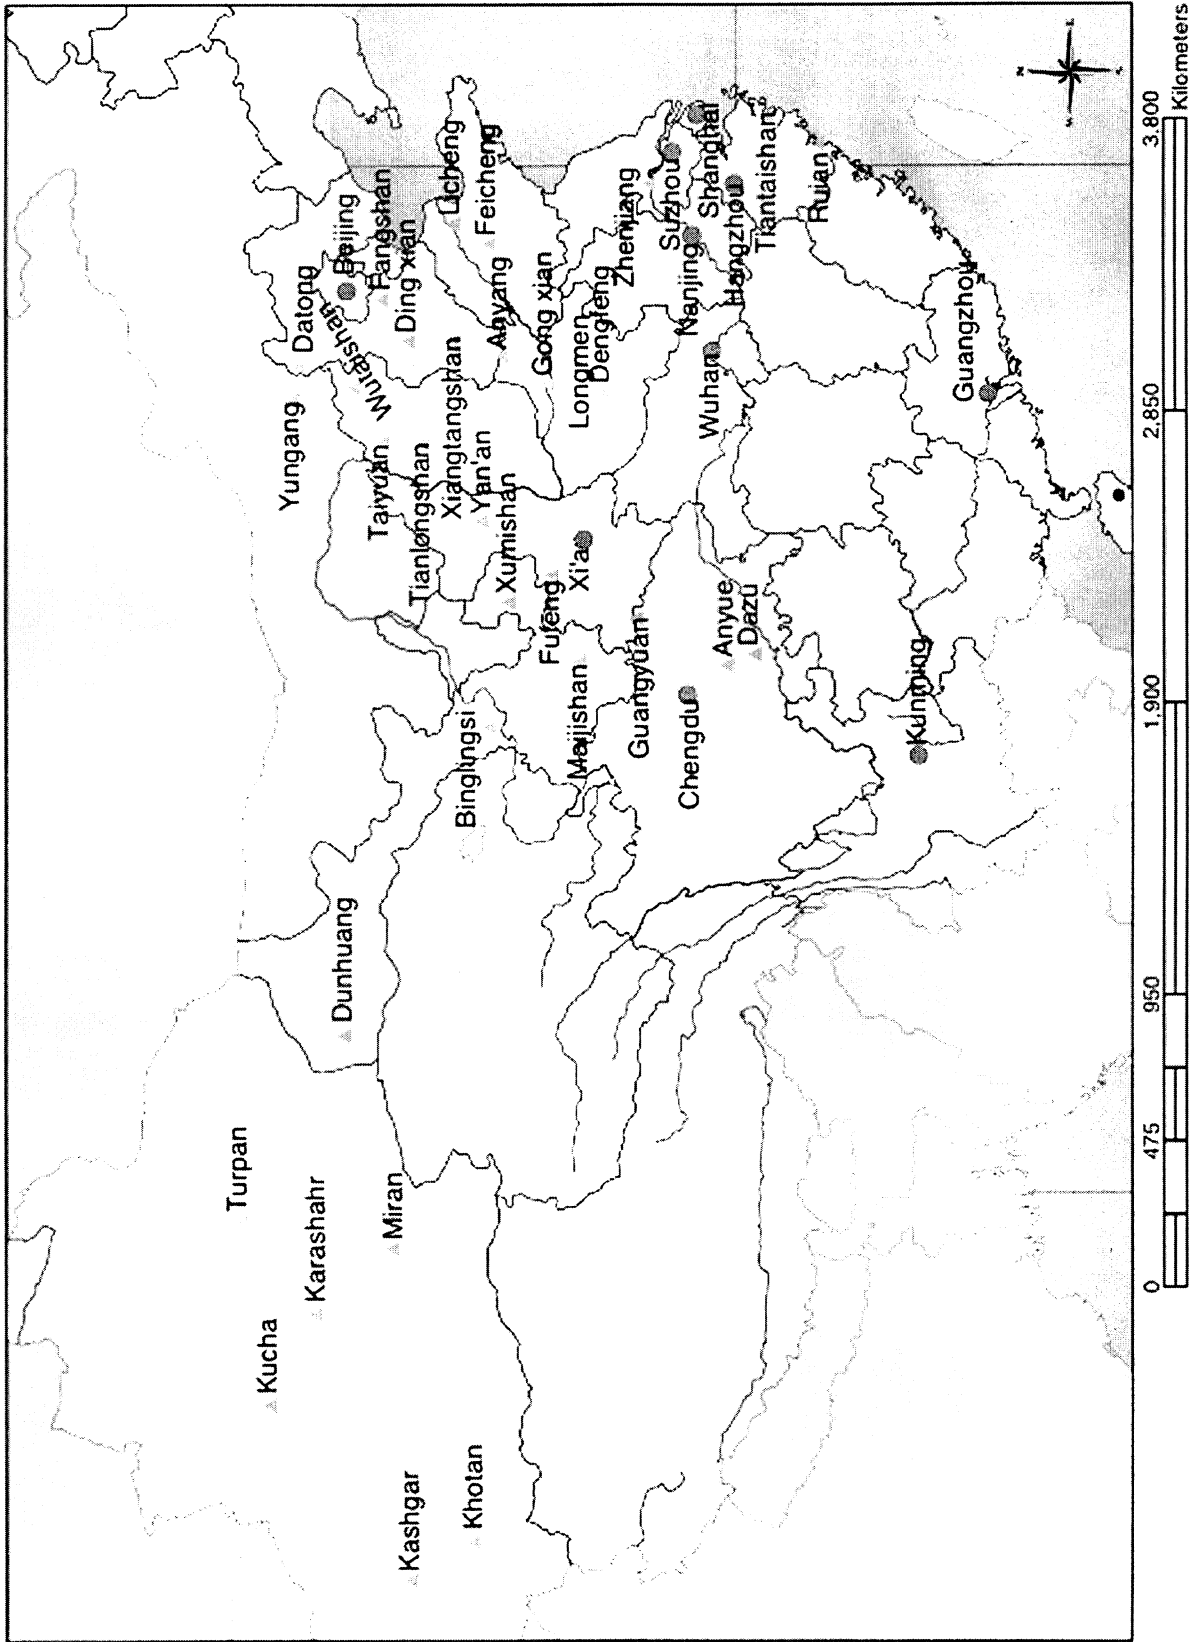 Turpan
Kucha
Karashahr
Kashgar
Miran
Khotan
Dunhuang
Yungang
Datong
Beijing
Wutaishan
Fangshan
Taiyuan
Ding xian
Tianlongshan
Licheng
Xiangtangshan
Feicheng
Yan'an
Binglingsi
Anyang
Xumishan
Gong xian
Fufeng
Xi'a
Longmen
Dengfeng
Maijishan
Zhenjiang
Guangyuan
Suzhou
Chengdu
Nanjing
Shanghai
Wuhan
Anyue
Hangzhou
Dazu
Tiantaishan
Ruian
Kunming
Guangzhou
N
0
475
950
1.900
2.850
3.800
Kilometers